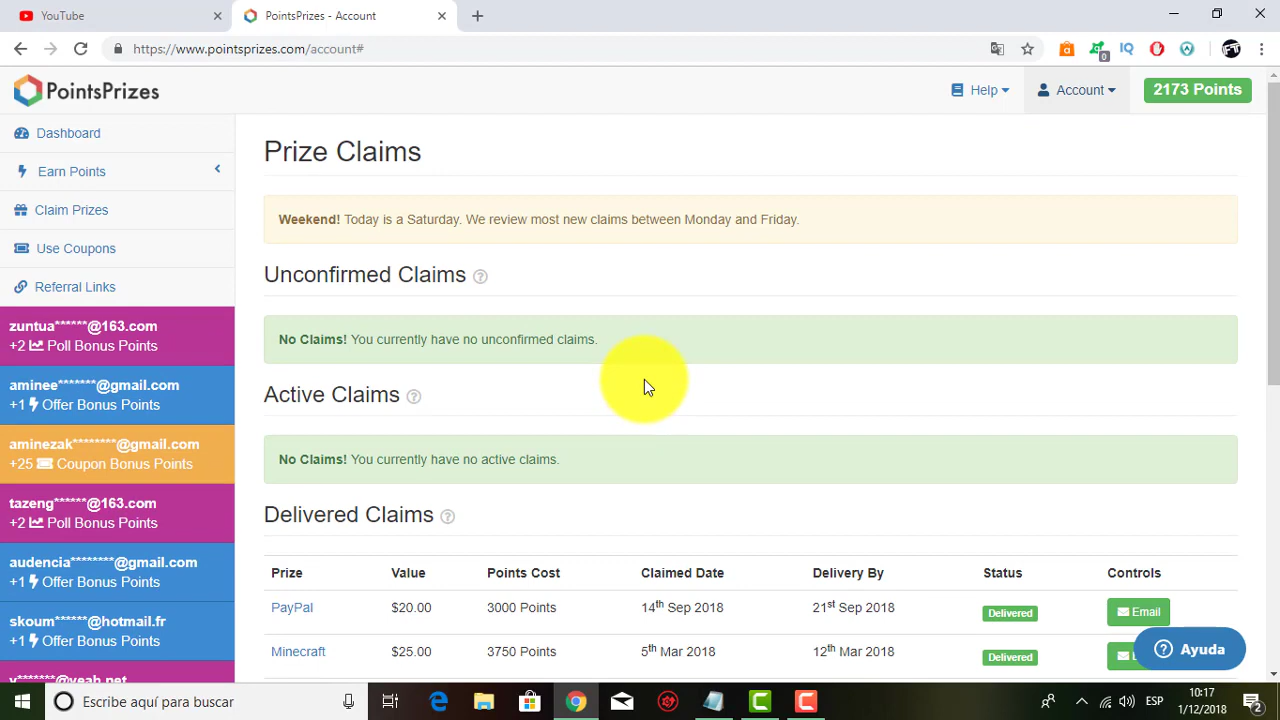 YouTube
PointsPrizes - Account
https://www.pointsprizes.com/account#
0
PointsPrizes
Help
Account
2173 Points
Dashboard
Earn Points
Claim Prizes
Use Coupons
Referral Links
zuntua******@163.com
+2 Poll Bonus Points
aminee*******@gmail.com
+1 Offer Bonus Points
aminezak********@gmail.com
+25 Coupon Bonus Points
tazeng******@163.com
+2 Poll Bonus Points
audencia********@gmail.com
+1 Offer Bonus Points
skoum******@hotmail.fr
+1 Offer Bonus Points
Prize Claims
Weekend! Today is a Saturday. We review most new claims between Monday and Friday.
Unconfirmed Claims ?
No Claims! You currently have no unconfirmed claims.
Active Claims ?
No Claims! You currently have no active claims.
Delivered Claims ?
Prize Value Points Cost Claimed Date Delivery By Status Controls
PayPal $20.00 3000 Points 14th Sep 2018 21st Sep 2018 Delivered Email
Minecraft $25.00 3750 Points 5th Mar 2018 12th Mar 2018 Delivered
? Ayuda
Escribe aquí para buscar
ESP
10:17
1/12/2018
2